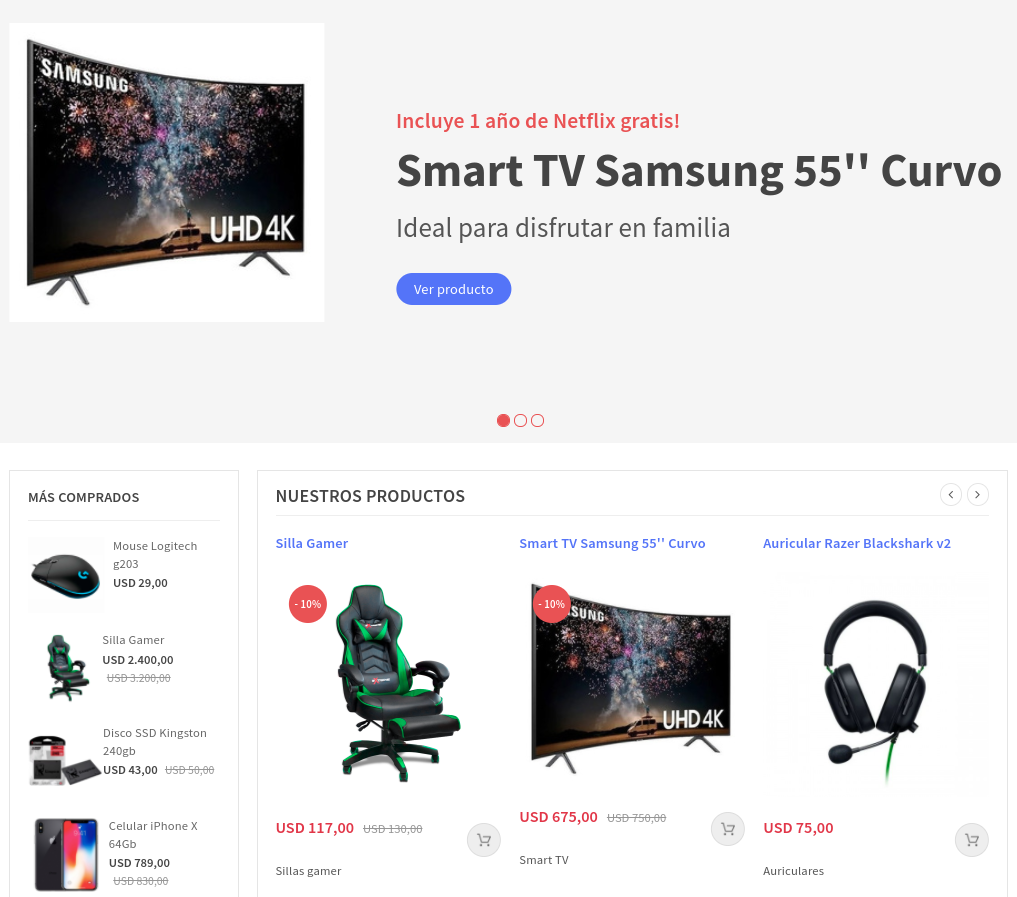 SAMSUNG
UHD 4K
Incluye 1 año de Netflix gratis!
Smart TV Samsung 55'' Curvo
Ideal para disfrutar en familia
Ver producto
MÁS COMPRADOS
Mouse Logitech
g203
USD 29,00
Silla Gamer
USD 2.400,00
USD 3.200,00
Disco SSD Kingston
240gb
USD 43,00 USD 50,00
Celular iPhone X
64Gb
USD 789,00
USD 830,00
NUESTROS PRODUCTOS
Silla Gamer
- 10%
USD 117,00 USD 130,00
Sillas gamer
Smart TV Samsung 55'' Curvo
- 10%
SUNG
UHD 4K
USD 675,00 USD 750,00
Smart TV
Auricular Razer Blackshark v2
USD 75,00
Auriculares